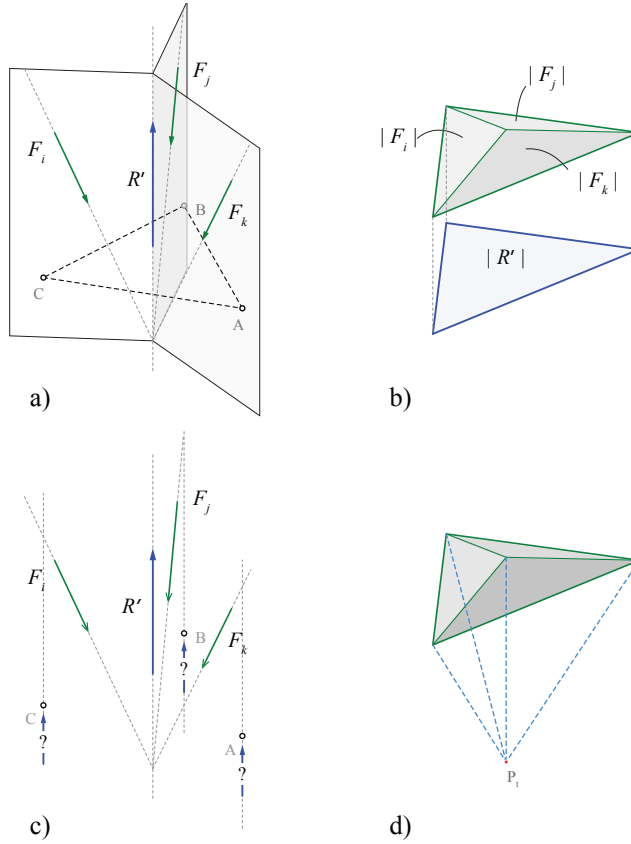 F_j
| F_j |
| F_i |
F_i
R'
B
F_k
| F_k |
C
| R' |
A
a)
b)
F_j
F_i
R'
B
F_k
?
C
A
?
?
P_t
c)
d)